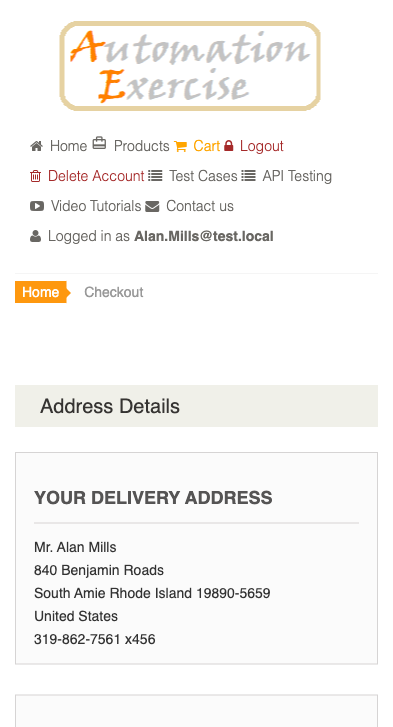 Automation
Exercise
Home Products Cart Logout
Delete Account Test Cases API Testing
Video Tutorials Contact us
Logged in as Alan.Mills@test.local
Home Checkout
Address Details
YOUR DELIVERY ADDRESS
Mr. Alan Mills
840 Benjamin Roads
South Amie Rhode Island 19890-5659
United States
319-862-7561 x456